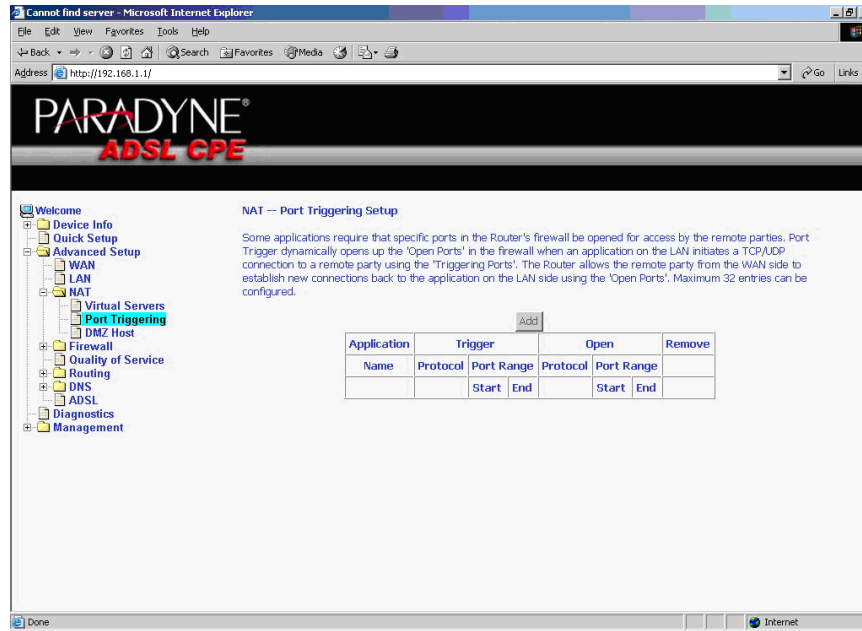 Cannot find server - Microsoft Internet Explorer
File Edit View Favorites Tools Help
Back Search Favorites Media
Address http://192.168.1.1/ Go Links
PARADYNE®
ADSL CPE
Welcome
Device Info
Quick Setup
Advanced Setup
WAN
LAN
NAT
Virtual Servers
Port Triggering
DMZ Host
Firewall
Quality of Service
Routing
DNS
ADSL
Diagnostics
Management
NAT -- Port Triggering Setup
Some applications require that specific ports in the Router's firewall be opened for access by the remote parties. Port
Trigger dynamically opens up the 'Open Ports' in the firewall when an application on the LAN initiates a TCP/UDP
connection to a remote party using the 'Triggering Ports'. The Router allows the remote party from the WAN side to
establish new connections back to the application on the LAN side using the 'Open Ports'. Maximum 32 entries can be
configured.
Add
Application Trigger Open Remove
Name Protocol Port Range Protocol Port Range
Start End Start End
Done Internet